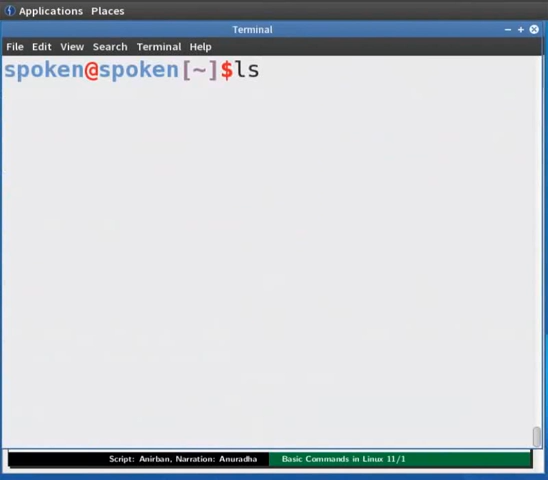 Applications Places
Terminal
File Edit View Search Terminal Help
spoken@spoken[~]$ls
Script: Anirban, Narration: Anuradha Basic Commands in Linux 11/1